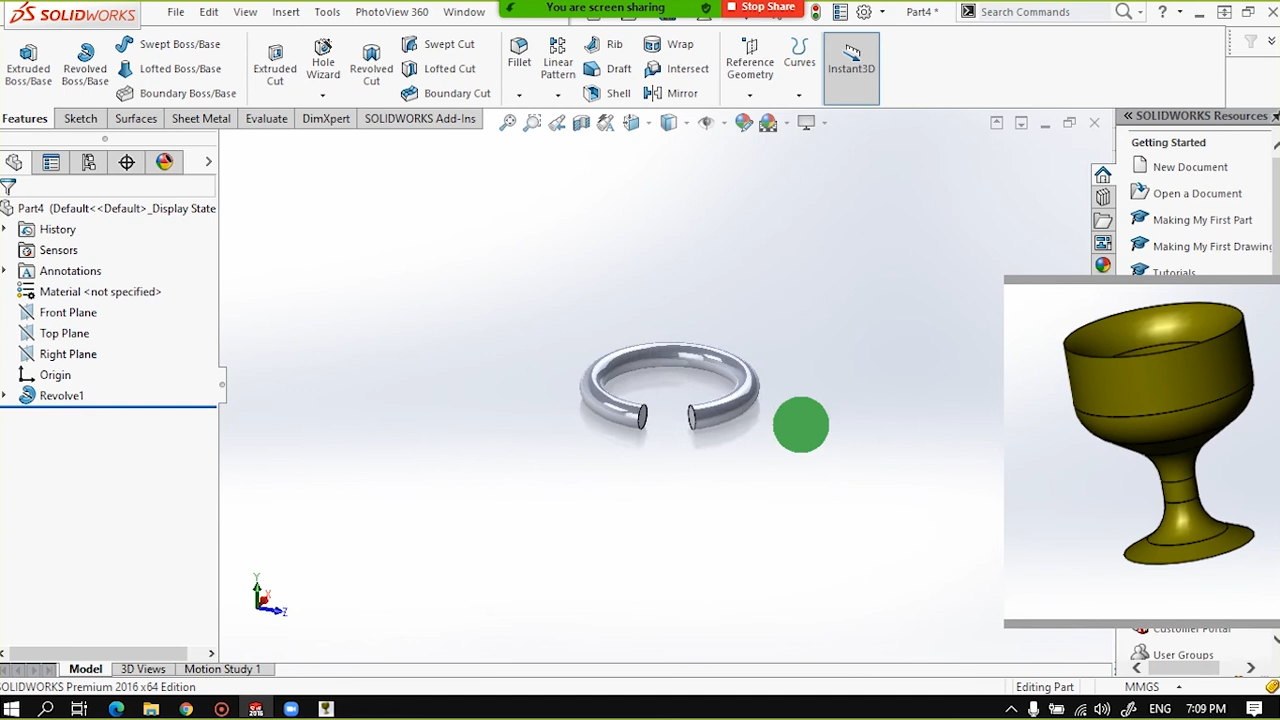 SOLIDWORKS
File Edit View Insert Tools PhotoView 360 Window
You are screen sharing
Stop Share
Part4 *
Search Commands
Extruded Boss/Base
Revolved Boss/Base
Swept Boss/Base
Lofted Boss/Base
Boundary Boss/Base
Extruded Cut
Hole Wizard
Revolved Cut
Swept Cut
Lofted Cut
Boundary Cut
Fillet
Linear Pattern
Rib
Draft
Shell
Wrap
Intersect
Mirror
Reference Geometry
Curves
Instant3D
Features Sketch Surfaces Sheet Metal Evaluate DimXpert SOLIDWORKS Add-Ins
SOLIDWORKS Resources
Getting Started
New Document
Open a Document
Making My First Part
Making My First Drawing
Tutorials
Part4 (Default<<Default>_Display State
History
Sensors
Annotations
Material <not specified>
Front Plane
Top Plane
Right Plane
Origin
Revolve1
Y
X
Z
Customer Portal
User Groups
Model 3D Views Motion Study 1
SOLIDWORKS Premium 2016 x64 Edition
Editing Part
MMGS
ENG
7:09 PM